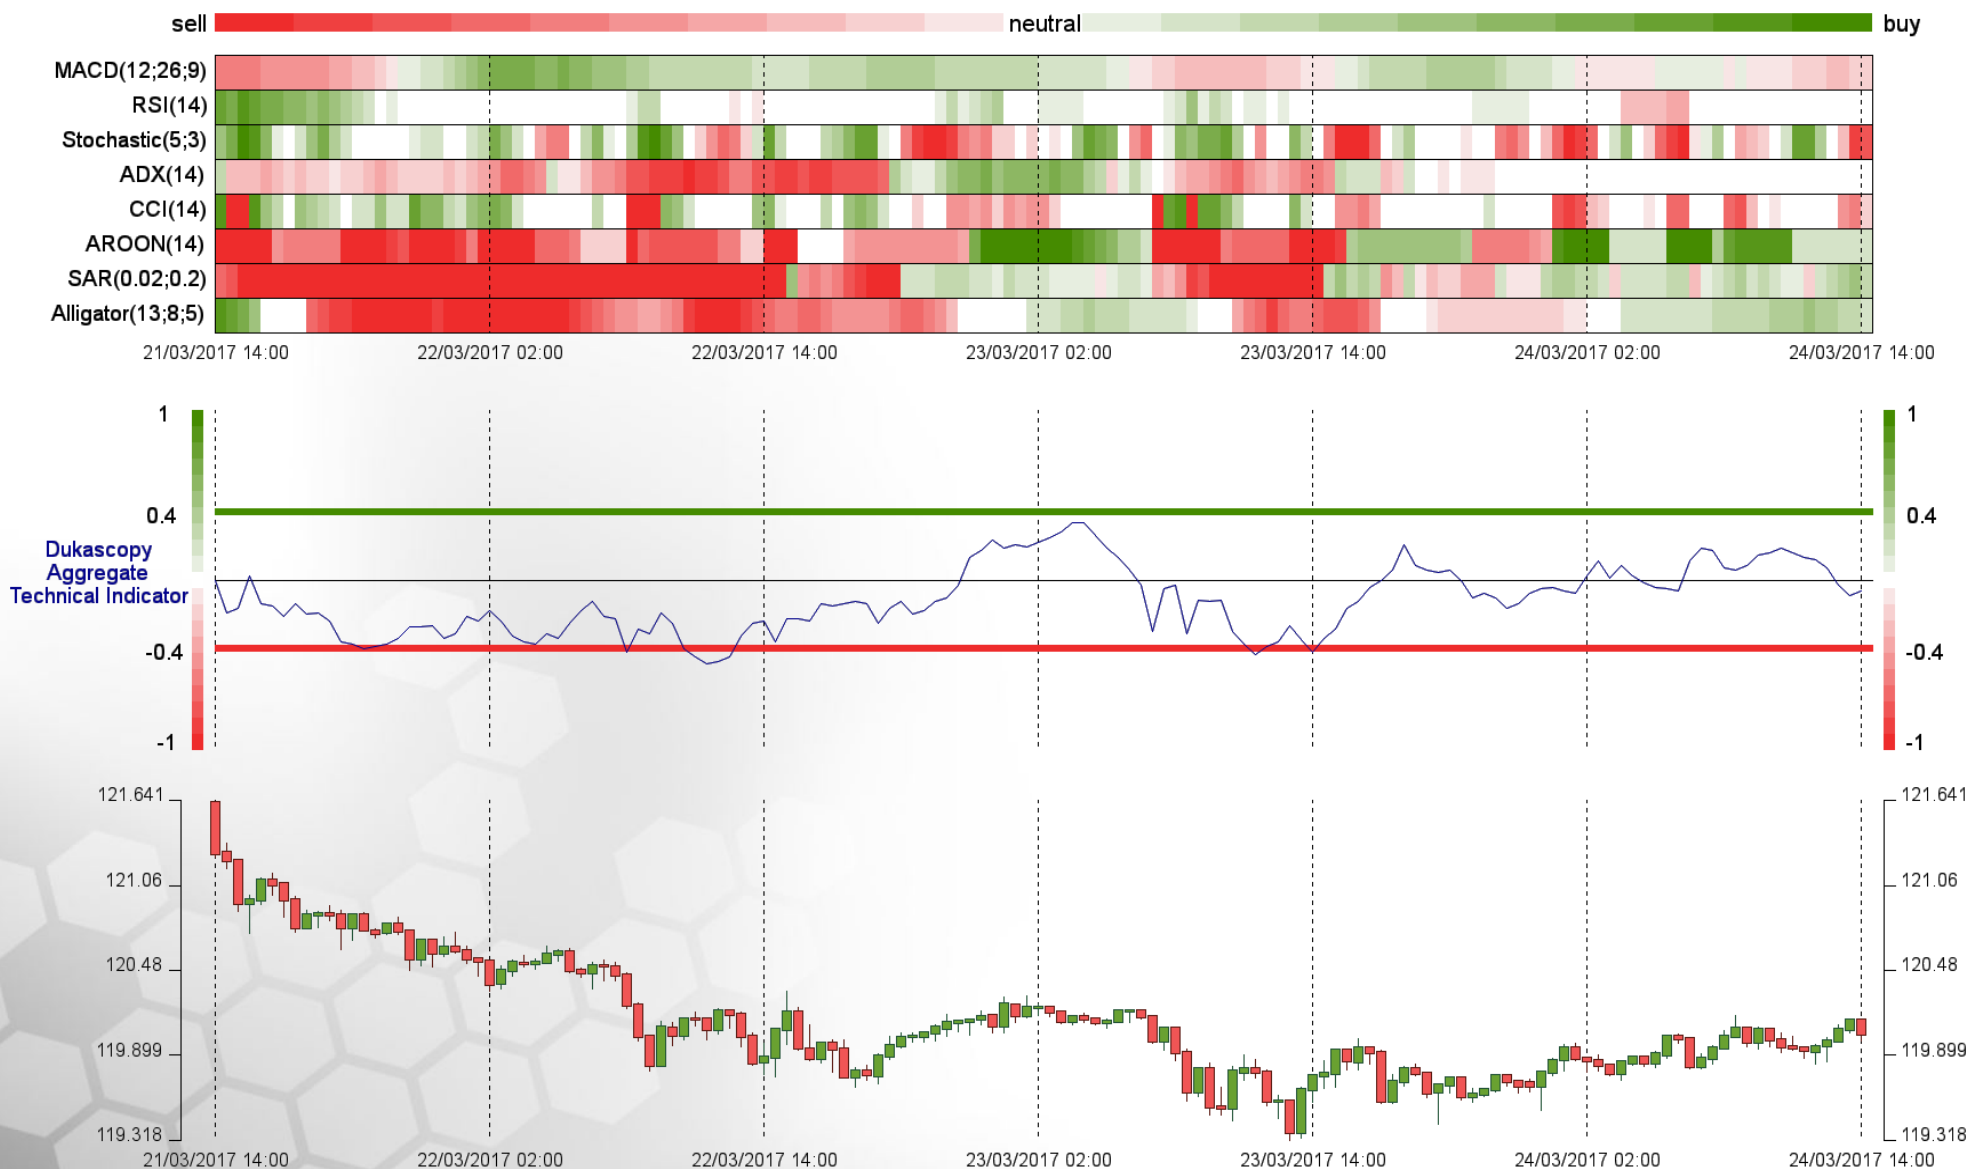 sell neutral buy
MACD(12;26;9)
RSI(14)
Stochastic(5;3)
ADX(14)
CCI(14)
AROON(14)
SAR(0.02;0.2)
Alligator(13;8;5)
21/03/2017 14:00 22/03/2017 02:00 22/03/2017 14:00 23/03/2017 02:00 23/03/2017 14:00 24/03/2017 02:00 24/03/2017 14:00
1 1
0.4 0.4
Dukascopy
Aggregate
Technical Indicator
-0.4 -0.4
-1 -1
121.641 121.641
121.06 121.06
120.48 120.48
119.899 119.899
119.318 119.318
21/03/2017 14:00 22/03/2017 02:00 22/03/2017 14:00 23/03/2017 02:00 23/03/2017 14:00 24/03/2017 02:00 24/03/2017 14:00